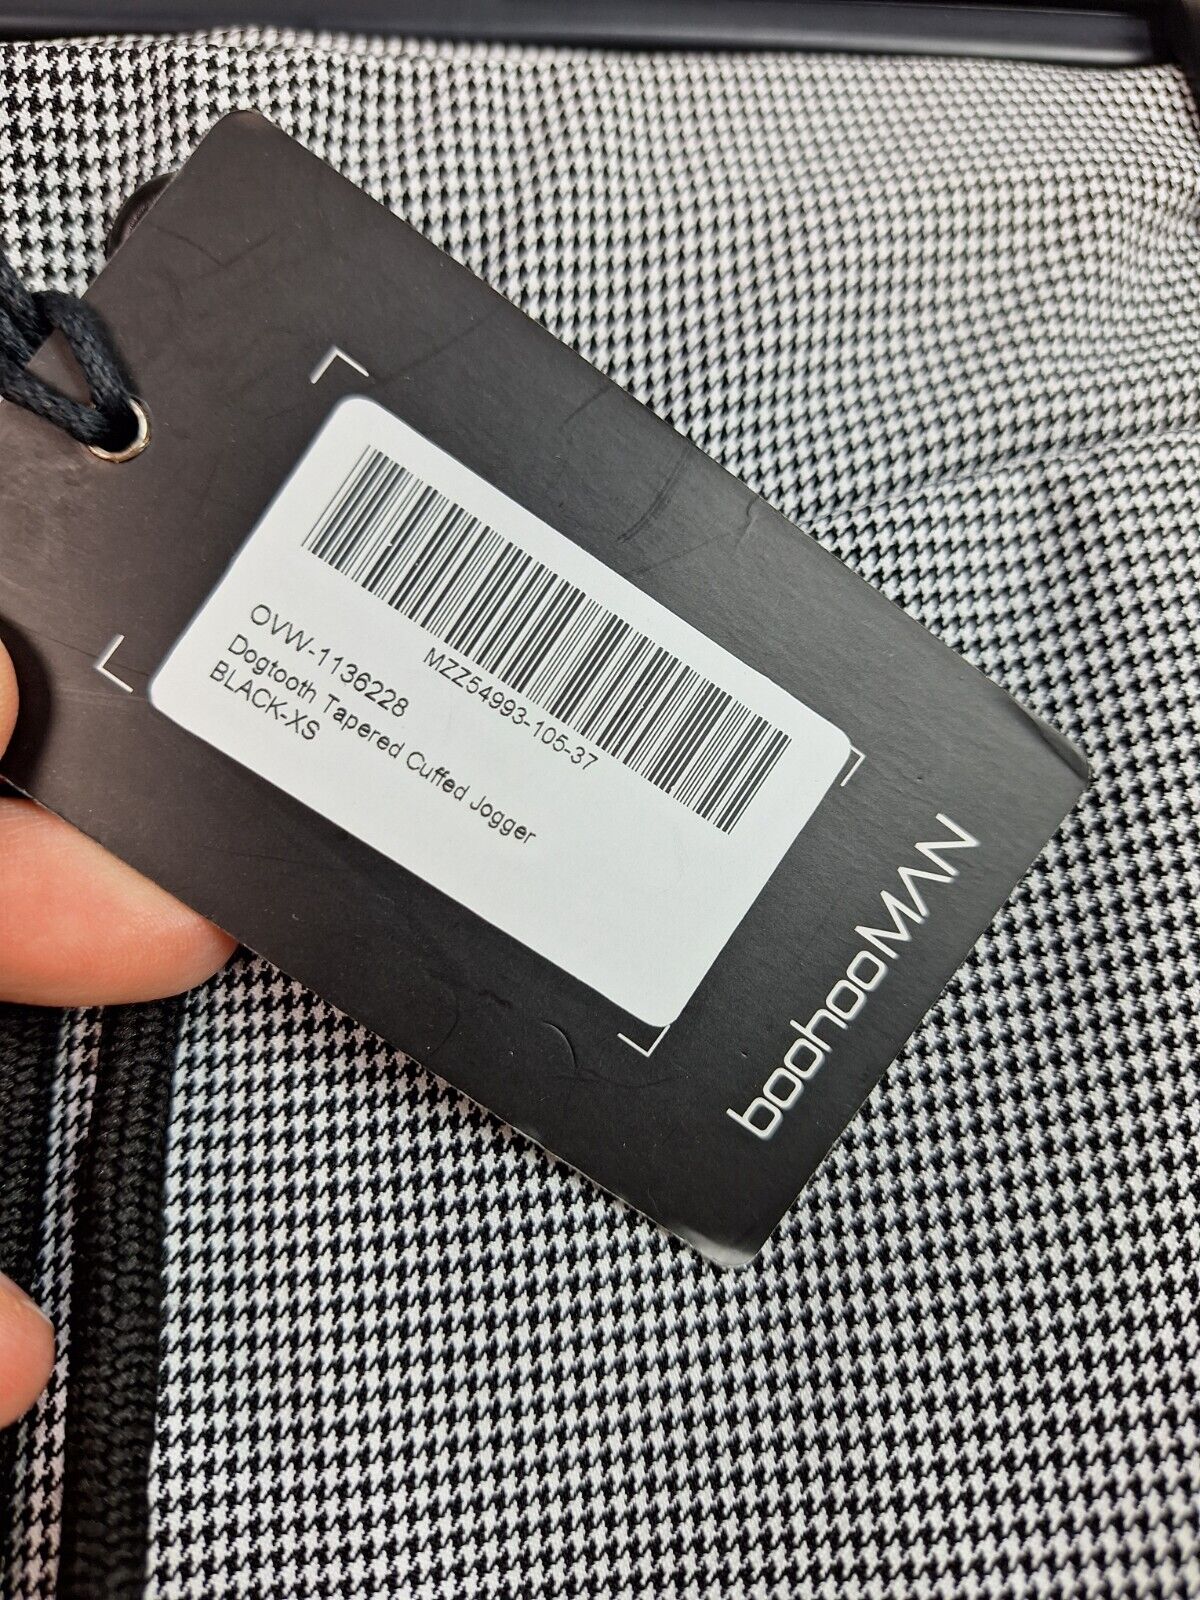 MZZ54993-105-37
OVW-1136228
Dogtooth Tapered Cuffed Jogger
BLACK-XS
boohooMAN